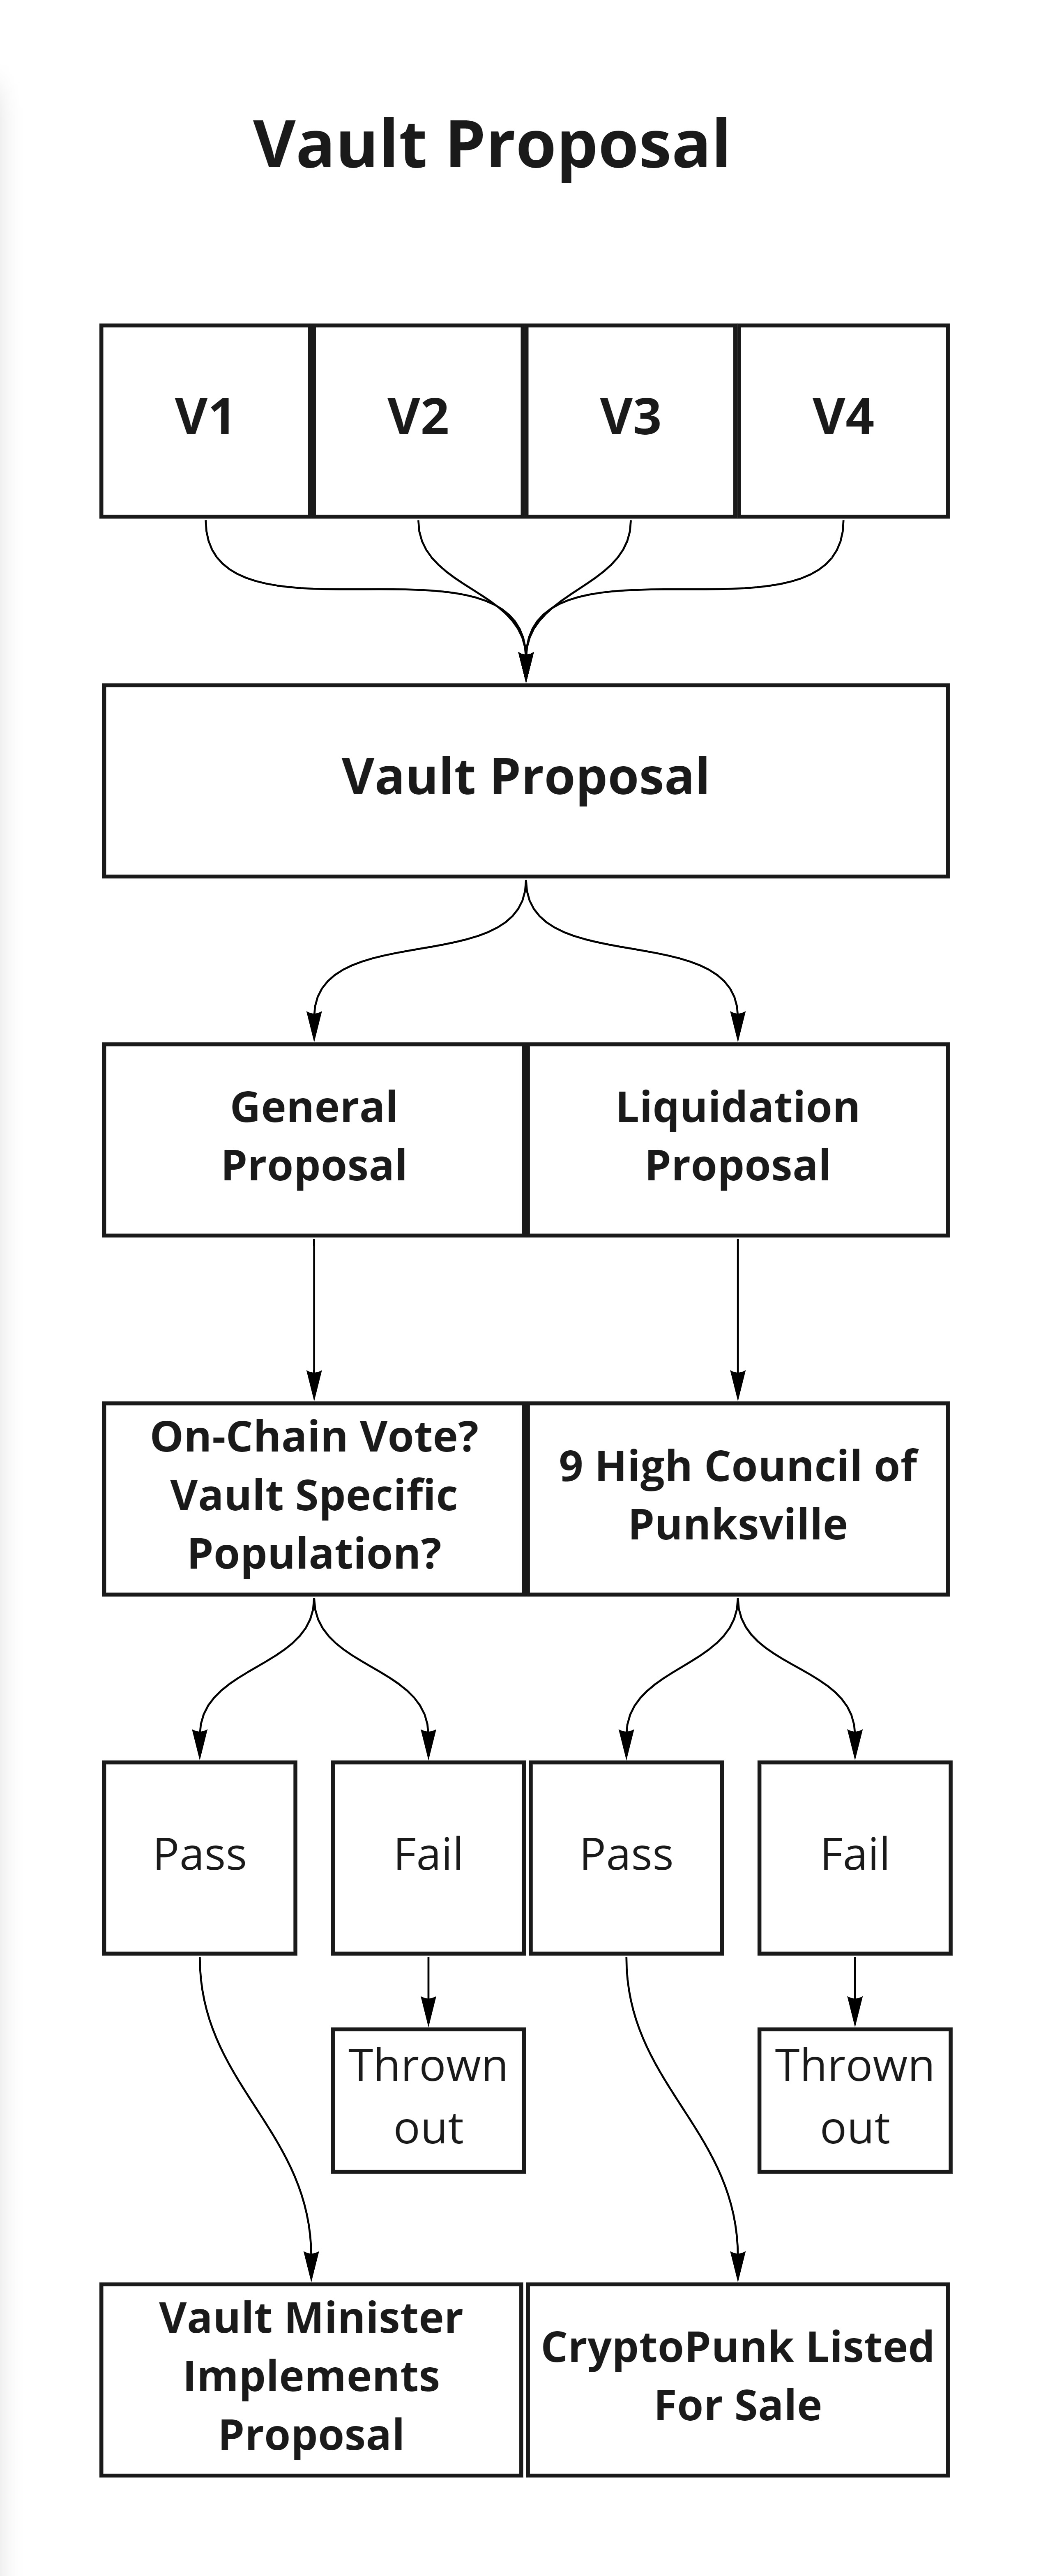 Vault Proposal
V1
V2
V3
V4
Vault Proposal
General
Proposal
Liquidation
Proposal
On-Chain Vote?
Vault Specific
Population?
9 High Council of
Punksville
Pass
Fail
Pass
Fail
Thrown
out
Thrown
out
Vault Minister
Implements
Proposal
CryptoPunk Listed
For Sale